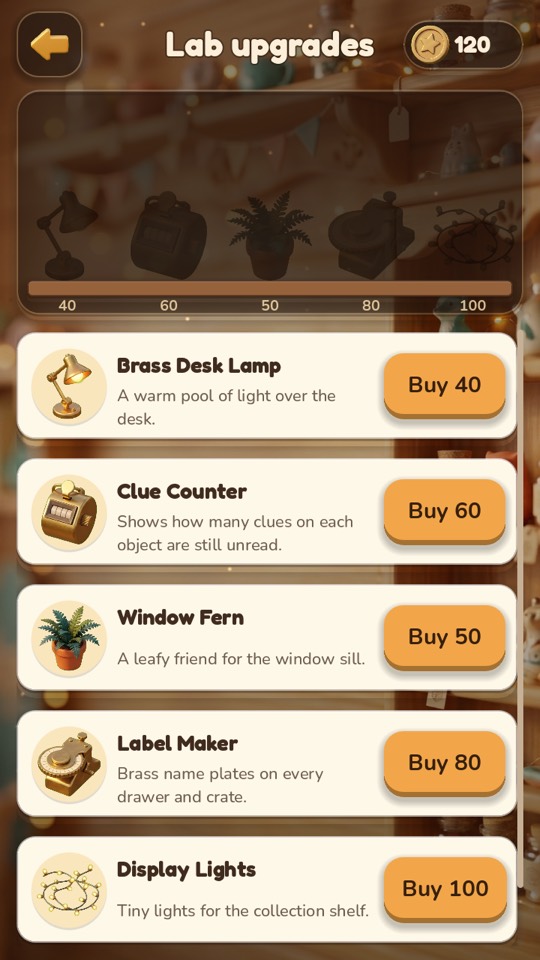 Lab upgrades
120
40 60 50 80 100
Brass Desk Lamp
A warm pool of light over the
desk.
Buy 40
Clue Counter
Shows how many clues on each
object are still unread.
Buy 60
Window Fern
A leafy friend for the window sill.
Buy 50
Label Maker
Brass name plates on every
drawer and crate.
Buy 80
Display Lights
Tiny lights for the collection shelf.
Buy 100